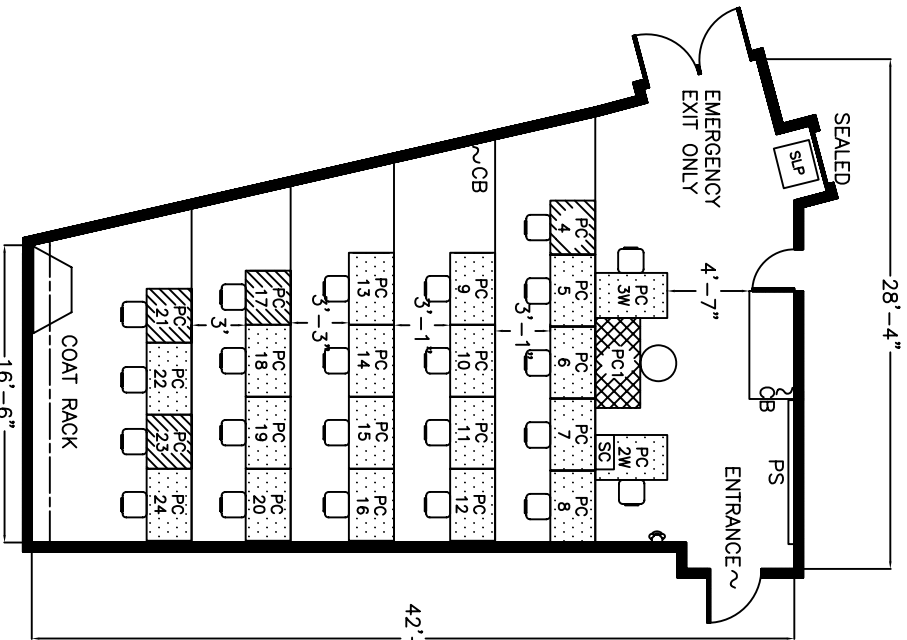 28'-4"
SEALED
SLP
EMERGENCY
EXIT ONLY
4'-7"
CB
PS
ENTRANCE
CB
PC
3W
PC1
PC
2W
SC
PC
4
PC
5
PC
6
PC
7
PC
8
3'-1"
PC
9
PC
10
PC
11
PC
12
3'-1"
PC
13
PC
14
PC
15
PC
16
3'-3"
PC
17
PC
18
PC
19
PC
20
3'
PC
21
PC
22
PC
23
PC
24
COAT RACK
16'-6"
42'-